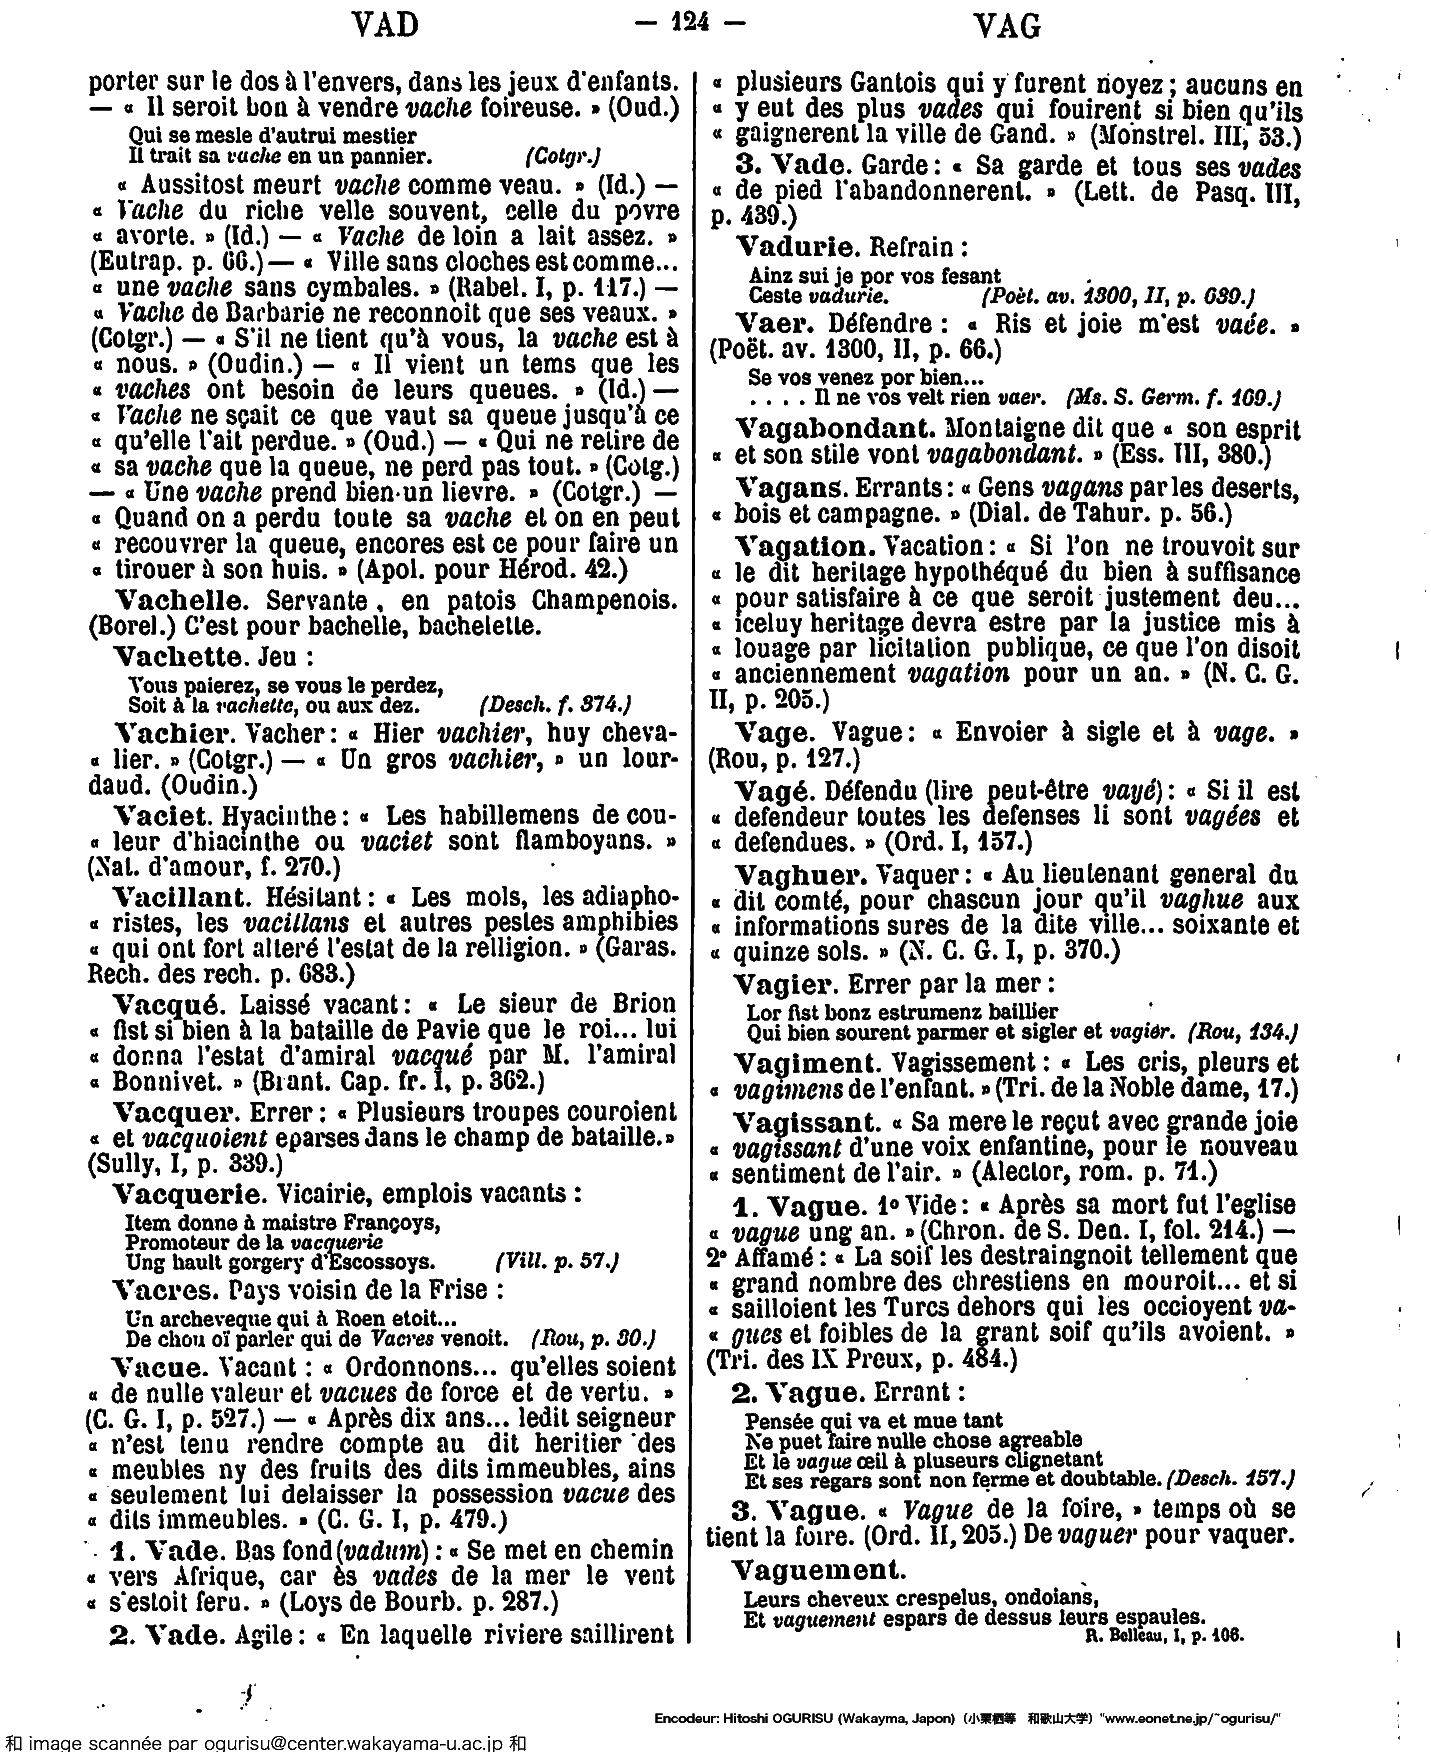 VAD — 124 — VAG
porter sur le dos à l'envers, dans les jeux d'enfants.
— « Il seroit bon à vendre vache foireuse. » (Oud.)
Qui se mesle d'autrui mestier
Il trait sa vache en un pannier. (Cotgr.)
« Aussitost meurt vache comme veau. » (Id.) —
« Vache du riche velle souvent, celle du povre
« avorte. » (Id.) — « Vache de loin a lait assez. »
(Eutrap. p. 66.) — « Ville sans cloches est comme...
« une vache sans cymbales. » (Rabel. I, p. 117.) —
« Vache de Barbarie ne reconnoit que ses veaux. »
(Cotgr.) — « S'il ne tient qu'à vous, la vache est à
« nous. » (Oudin.) — « Il vient un tems que les
« vaches ont besoin de leurs queues. » (Id.) —
« Vache ne sçait ce que vaut sa queue jusqu'à ce
« qu'elle l'ait perdue. » (Oud.) — « Qui ne retire de
« sa vache que la queue, ne perd pas tout. » (Cotg.)
— « Une vache prend bien un lievre. » (Cotgr.) —
« Quand on a perdu toute sa vache et on en peut
« recouvrer la queue, encores est ce pour faire un
« tirouer à son huis. » (Apol. pour Hérod. 42.)
Vachelle. Servante, en patois Champenois.
(Borel.) C'est pour bachelle, bachelette.
Vachette. Jeu :
Vous paierez, se vous le perdez,
Soit à la vachette, ou aux dez. (Desch. f. 374.)
Vachier. Vacher : « Hier vachier, huy cheva-
« lier. » (Cotgr.) — « Un gros vachier, » un lour-
daud. (Oudin.)
Vaciet. Hyacinthe : « Les habillemens de cou-
« leur d'hiacinthe ou vaciet sont flamboyans. »
(Nat. d'amour, f. 270.)
Vacillant. Hésitant : « Les mols, les adiapho-
« ristes, les vacillans et autres pestes amphibies
« qui ont fort alteré l'estat de la relligion. » (Garas.
Rech. des rech. p. 683.)
Vacqué. Laissé vacant : « Le sieur de Brion
« fist si bien à la bataille de Pavie que le roi... lui
« donna l'estat d'amiral vacqué par M. l'amiral
« Bonnivet. » (Brant. Cap. fr. I, p. 362.)
Vacquer. Errer : « Plusieurs troupes couroient
« et vacquoient eparses dans le champ de bataille. »
(Sully, I, p. 339.)
Vacquerie. Vicairie, emplois vacants :
Item donne à maistre Françoys,
Promoteur de la vacquerie
Ung hault gorgery d'Escossoys. (Vill. p. 57.)
Vacres. Pays voisin de la Frise :
Un archeveque qui à Roen etoit...
De chou oï parler qui de Vacres venoit. (Rou, p. 30.)
Vacue. Vacant : « Ordonnons... qu'elles soient
« de nulle valeur et vacues de force et de vertu. »
(C. G. I, p. 527.) — « Après dix ans... ledit seigneur
« n'est tenu rendre compte au dit heritier des
« meubles ny des fruits des dits immeubles, ains
« seulement lui delaisser la possession vacue des
« dits immeubles. » (C. G. I, p. 479.)
1. Vade. Bas fond (vadum) : « Se met en chemin
« vers Afrique, car ès vades de la mer le vent
« s'estoit feru. » (Loys de Bourb. p. 287.)
2. Vade. Agile : « En laquelle riviere saillirent
« plusieurs Gantois qui y furent noyez ; aucuns en
« y eut des plus vades qui fouirent si bien qu'ils
« gaignerent la ville de Gand. » (Monstrel. III, 53.)
3. Vade. Garde : « Sa garde et tous ses vades
« de pied l'abandonnerent. » (Lett. de Pasq. III,
p. 439.)
Vadurie. Refrain :
Ainz sui je por vos fesant
Ceste vadurie. (Poët. av. 1300, II, p. 639.)
Vaer. Défendre : « Ris et joie m'est vaée. »
(Poët. av. 1300, II, p. 66.)
Se vos venez por bien...
. . . . Il ne vos velt rien vaer. (Ms. S. Germ. f. 109.)
Vagabondant. Montaigne dit que « son esprit
« et son stile vont vagabondant. » (Ess. III, 380.)
Vagans. Errants : « Gens vagans par les deserts,
« bois et campagne. » (Dial. de Tahur. p. 56.)
Vagation. Vacation : « Si l'on ne trouvoit sur
« le dit heritage hypothéqué du bien à suffisance
« pour satisfaire à ce que seroit justement deu...
« iceluy heritage devra estre par la justice mis à
« louage par licitation publique, ce que l'on disoit
« anciennement vagation pour un an. » (N. C. G.
II, p. 205.)
Vage. Vague : « Envoier à sigle et à vage. »
(Rou, p. 127.)
Vagé. Défendu (lire peut-être vayé) : « Si il est
« defendeur toutes les defenses li sont vagées et
« defendues. » (Ord. I, 157.)
Vaghuer. Vaquer : « Au lieutenant general du
« dit comté, pour chascun jour qu'il vaghue aux
« informations sures de la dite ville... soixante et
« quinze sols. » (N. C. G. I, p. 370.)
Vagier. Errer par la mer :
Lor fist bonz estrumenz baillier
Qui bien sourent parmer et sigler et vagiér. (Rou, 134.)
Vagiment. Vagissement : « Les cris, pleurs et
« vagimens de l'enfant. » (Tri. de la Noble dame, 17.)
Vagissant. « Sa mere le reçut avec grande joie
« vagissant d'une voix enfantine, pour le nouveau
« sentiment de l'air. » (Alector, rom. p. 71.)
1. Vague. 1º Vide : « Après sa mort fut l'eglise
« vague ung an. » (Chron. de S. Den. I, fol. 214.) —
2º Affamé : « La soif les destraingnoit tellement que
« grand nombre des chrestiens en mouroit... et si
« sailloient les Turcs dehors qui les occioyent va-
« gues et foibles de la grant soif qu'ils avoient. »
(Tri. des IX Preux, p. 484.)
2. Vague. Errant :
Pensée qui va et mue tant
Ne puet faire nulle chose agreable
Et le vague œil à pluseurs clignetant
Et ses regars sont non ferme et doubtable. (Desch. 157.)
3. Vague. « Vague de la foire, » temps où se
tient la foire. (Ord. II, 205.) De vaguer pour vaquer.
Vaguement.
Leurs cheveux crespelus, ondoians,
Et vaguement espars de dessus leurs espaules.
R. Belleau, I, p. 106.
Encodeur: Hitoshi OGURISU (Wakayma, Japon) (小栗栖等 和歌山大学) "www.eonet.ne.jp/~ogurisu/"
和 image scannée par ogurisu@center.wakayama-u.ac.jp 和